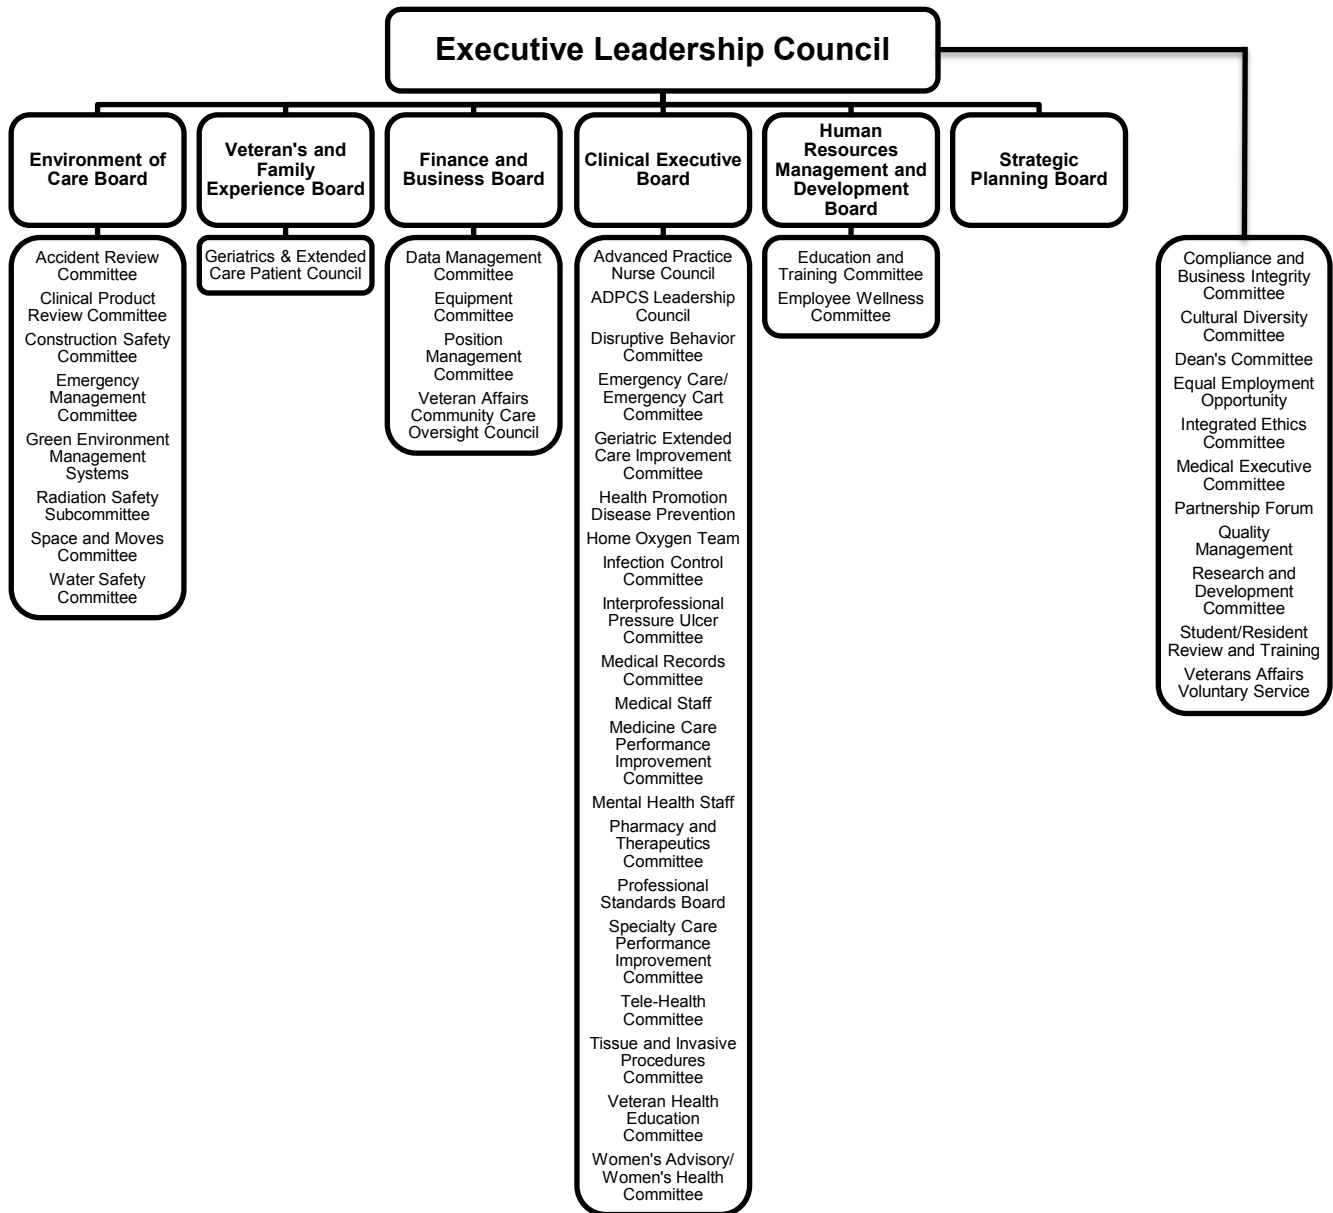 Executive Leadership Council
Environment of
Care Board
Veteran's and
Family
Experience Board
Finance and
Business Board
Clinical Executive
Board
Human
Resources
Management and
Development
Board
Strategic
Planning Board
Accident Review
Committee
Clinical Product
Review Committee
Construction Safety
Committee
Emergency
Management
Committee
Green Environment
Management
Systems
Radiation Safety
Subcommittee
Space and Moves
Committee
Water Safety
Committee
Geriatrics & Extended
Care Patient Council
Data Management
Committee
Equipment
Committee
Position
Management
Committee
Veteran Affairs
Community Care
Oversight Council
Advanced Practice
Nurse Council
ADPCS Leadership
Council
Disruptive Behavior
Committee
Emergency Care/
Emergency Cart
Committee
Geriatric Extended
Care Improvement
Committee
Health Promotion
Disease Prevention
Home Oxygen Team
Infection Control
Committee
Interprofessional
Pressure Ulcer
Committee
Medical Records
Committee
Medical Staff
Medicine Care
Performance
Improvement
Committee
Mental Health Staff
Pharmacy and
Therapeutics
Committee
Professional
Standards Board
Specialty Care
Performance
Improvement
Committee
Tele-Health
Committee
Tissue and Invasive
Procedures
Committee
Veteran Health
Education
Committee
Women's Advisory/
Women's Health
Committee
Education and
Training Committee
Employee Wellness
Committee
Compliance and
Business Integrity
Committee
Cultural Diversity
Committee
Dean's Committee
Equal Employment
Opportunity
Integrated Ethics
Committee
Medical Executive
Committee
Partnership Forum
Quality
Management
Research and
Development
Committee
Student/Resident
Review and Training
Veterans Affairs
Voluntary Service